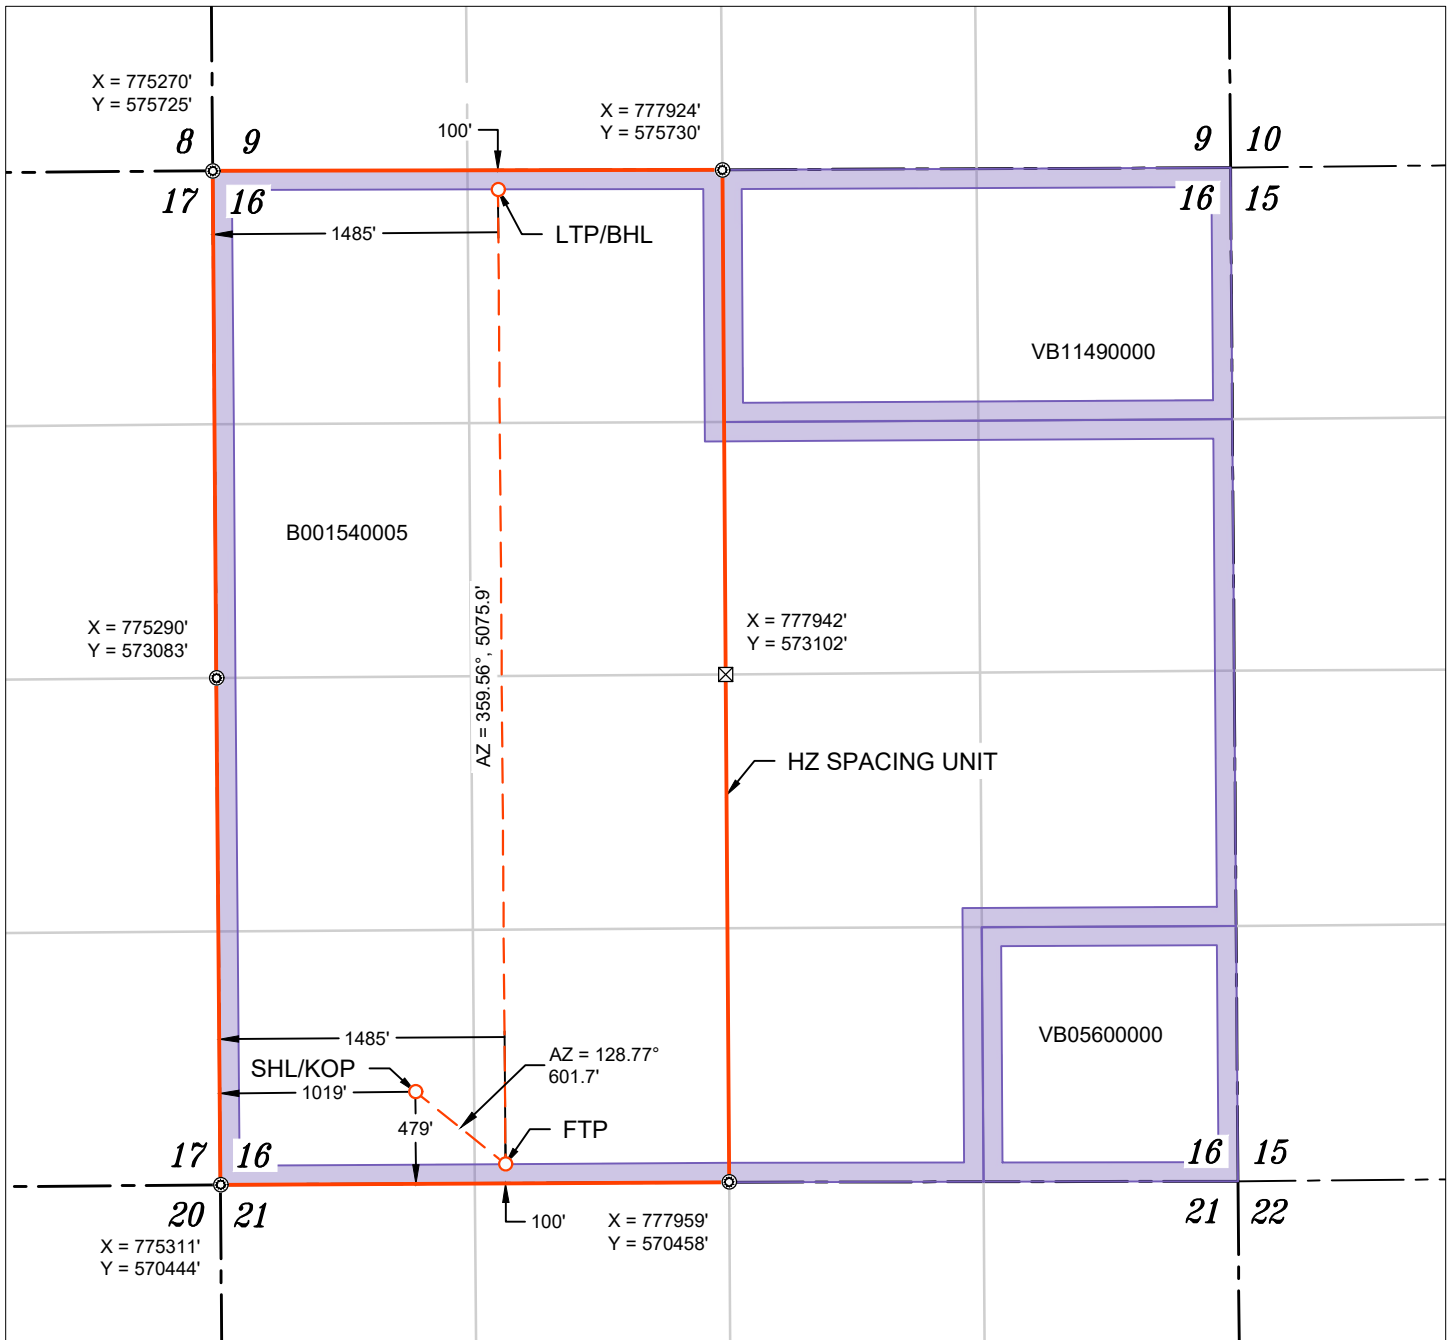 X = 775270'
Y = 575725'
X = 777924'
Y = 575730'
100'
8 9
9 10
17 16
16 15
1485'
LTP/BHL
VB11490000
B001540005
AZ = 359.56°, 5075.9'
X = 775290'
Y = 573083'
X = 777942'
Y = 573102'
HZ SPACING UNIT
1485'
SHL/KOP
1019'
AZ = 128.77°
601.7'
VB05600000
479'
FTP
17 16
16 15
20 21
21 22
100'
X = 777959'
Y = 570458'
X = 775311'
Y = 570444'